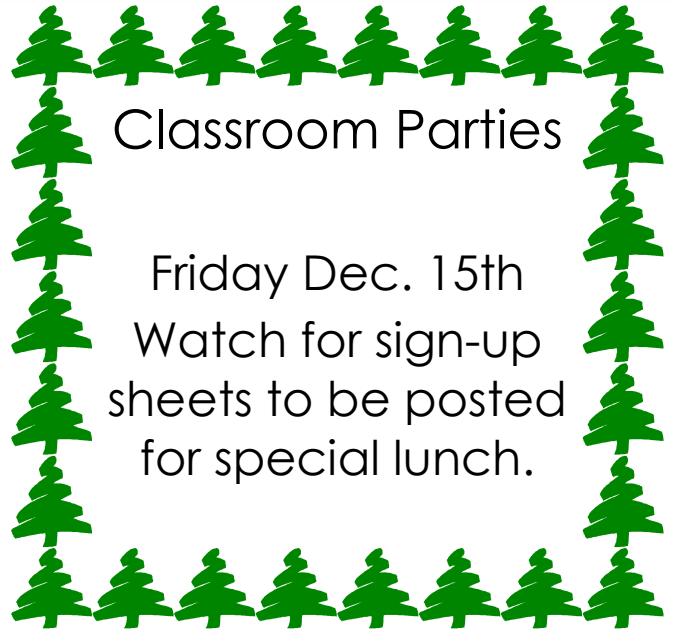 Classroom Parties
Friday Dec. 15th
Watch for sign-up
sheets to be posted
for special lunch.